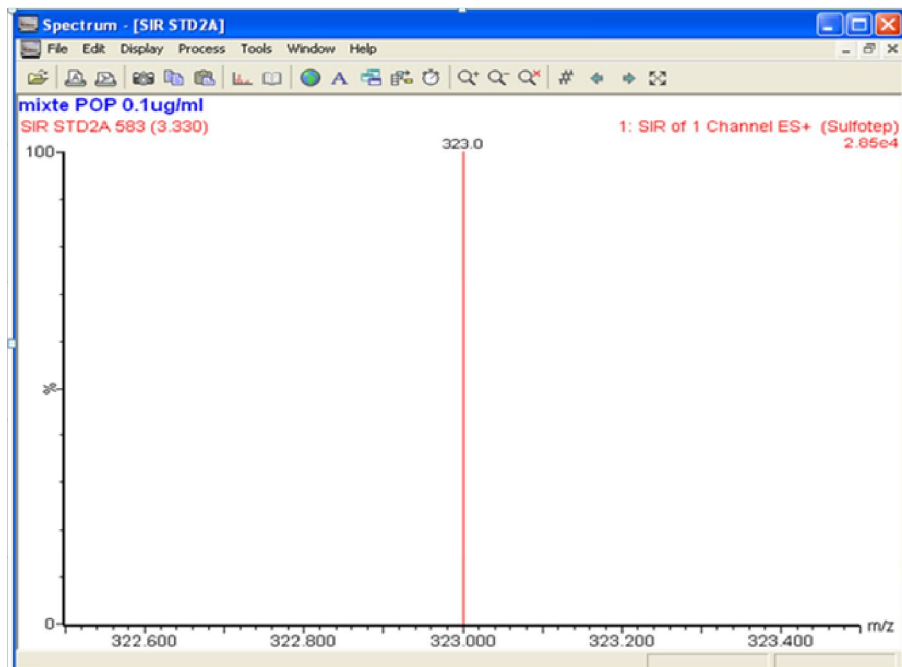 Spectrum - [SIR STD2A]
File Edit Display Process Tools Window Help
mixte POP 0.1ug/ml
SIR STD2A 583 (3.330)
1: SIR of 1 Channel ES+ (Sulfotep)
2.85e4
323.0
100
%
0
322.600 322.800 323.000 323.200 323.400 m/z